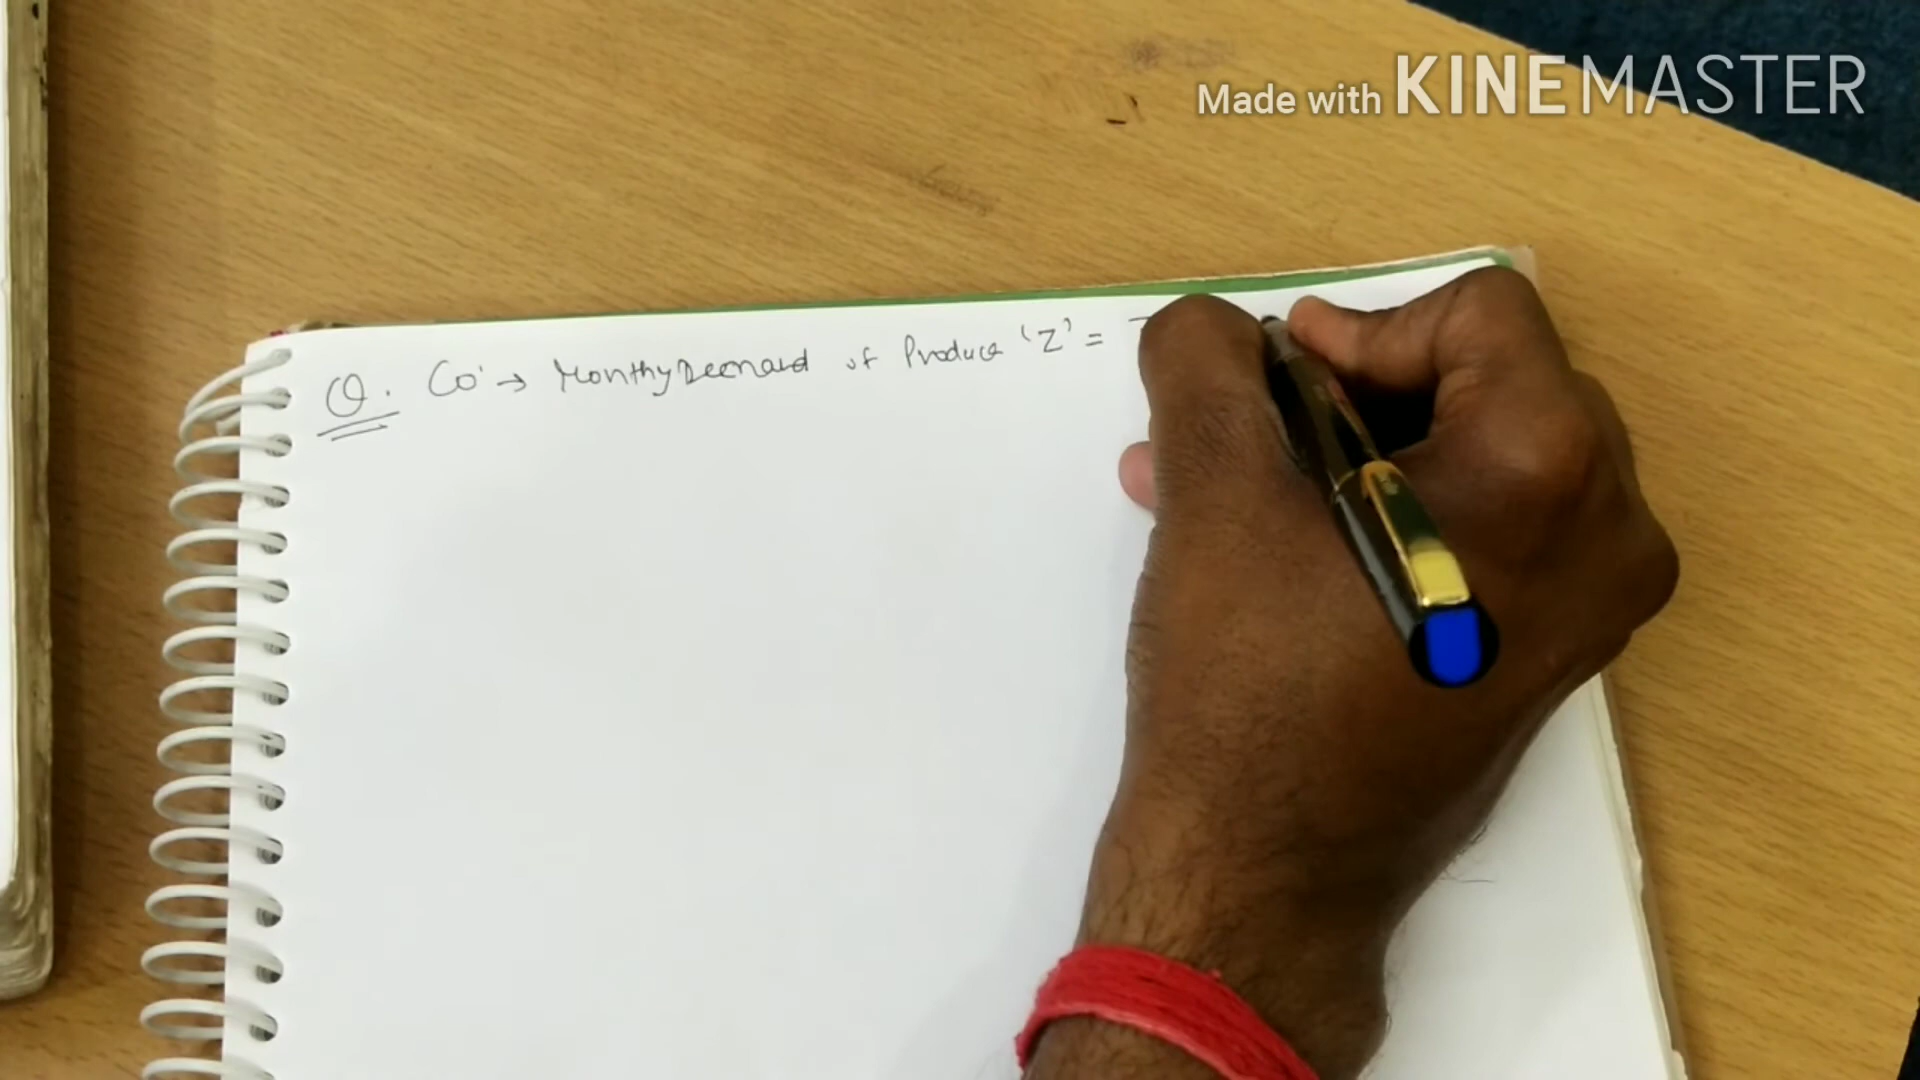 Made with KINEMASTER
Q. Co' → Monthy Demand of Produce 'Z' =